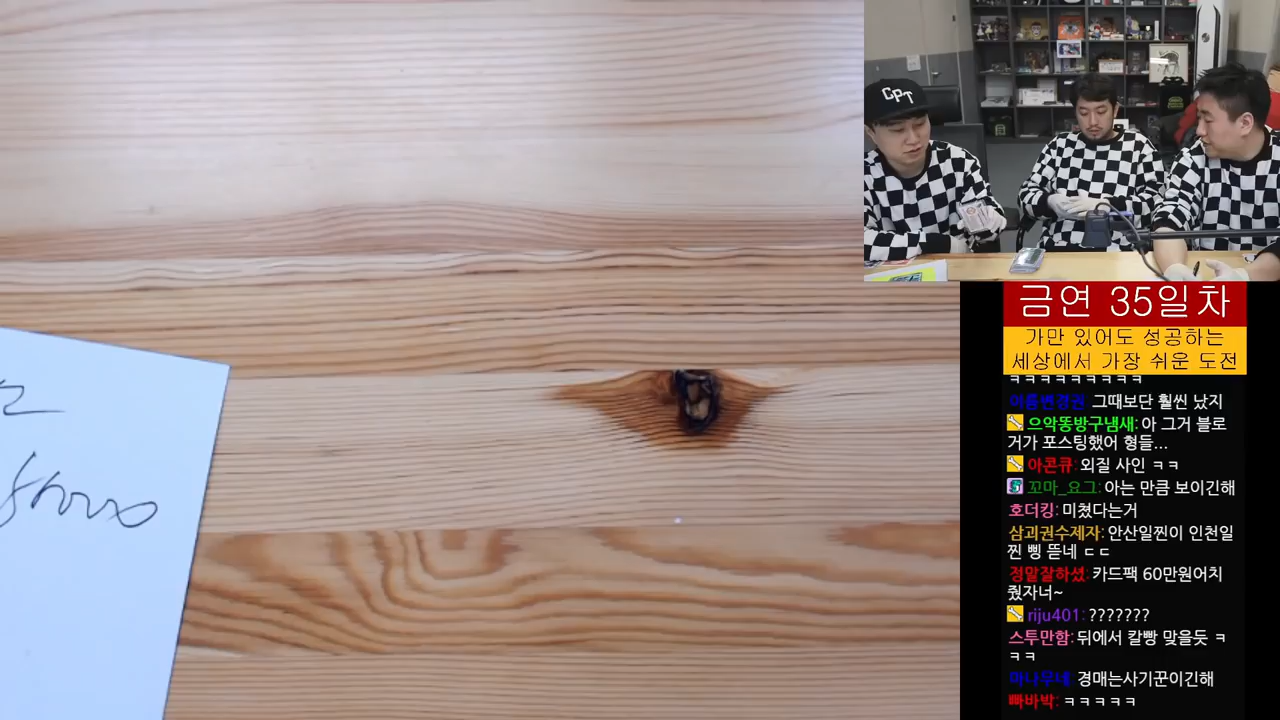 CPT
금연 35일차
가만 있어도 성공하는
세상에서 가장 쉬운 도전
ㅋㅋㅋㅋㅋㅋㅋㅋㅋ
이름변경권: 그때보단 훨씬 났지
으악똥방구냄새: 아 그거 블로
거가 포스팅했어 형들...
아콘큐: 외질 사인 ㅋㅋ
꼬마_요그: 아는 만큼 보이긴해
호더킹: 미쳤다는거
삼괴권수제자: 안산일찐이 인천일
찐 삥 뜯네 ㄷㄷ
정말잘하셨: 카드팩 60만원어치
줬자너~
riju401: ???????
스투만함: 뒤에서 칼빵 맞을듯 ㅋ
ㅋㅋ
마나우네: 경매는사기꾼이긴해
빠바박: ㅋㅋㅋㅋㅋ